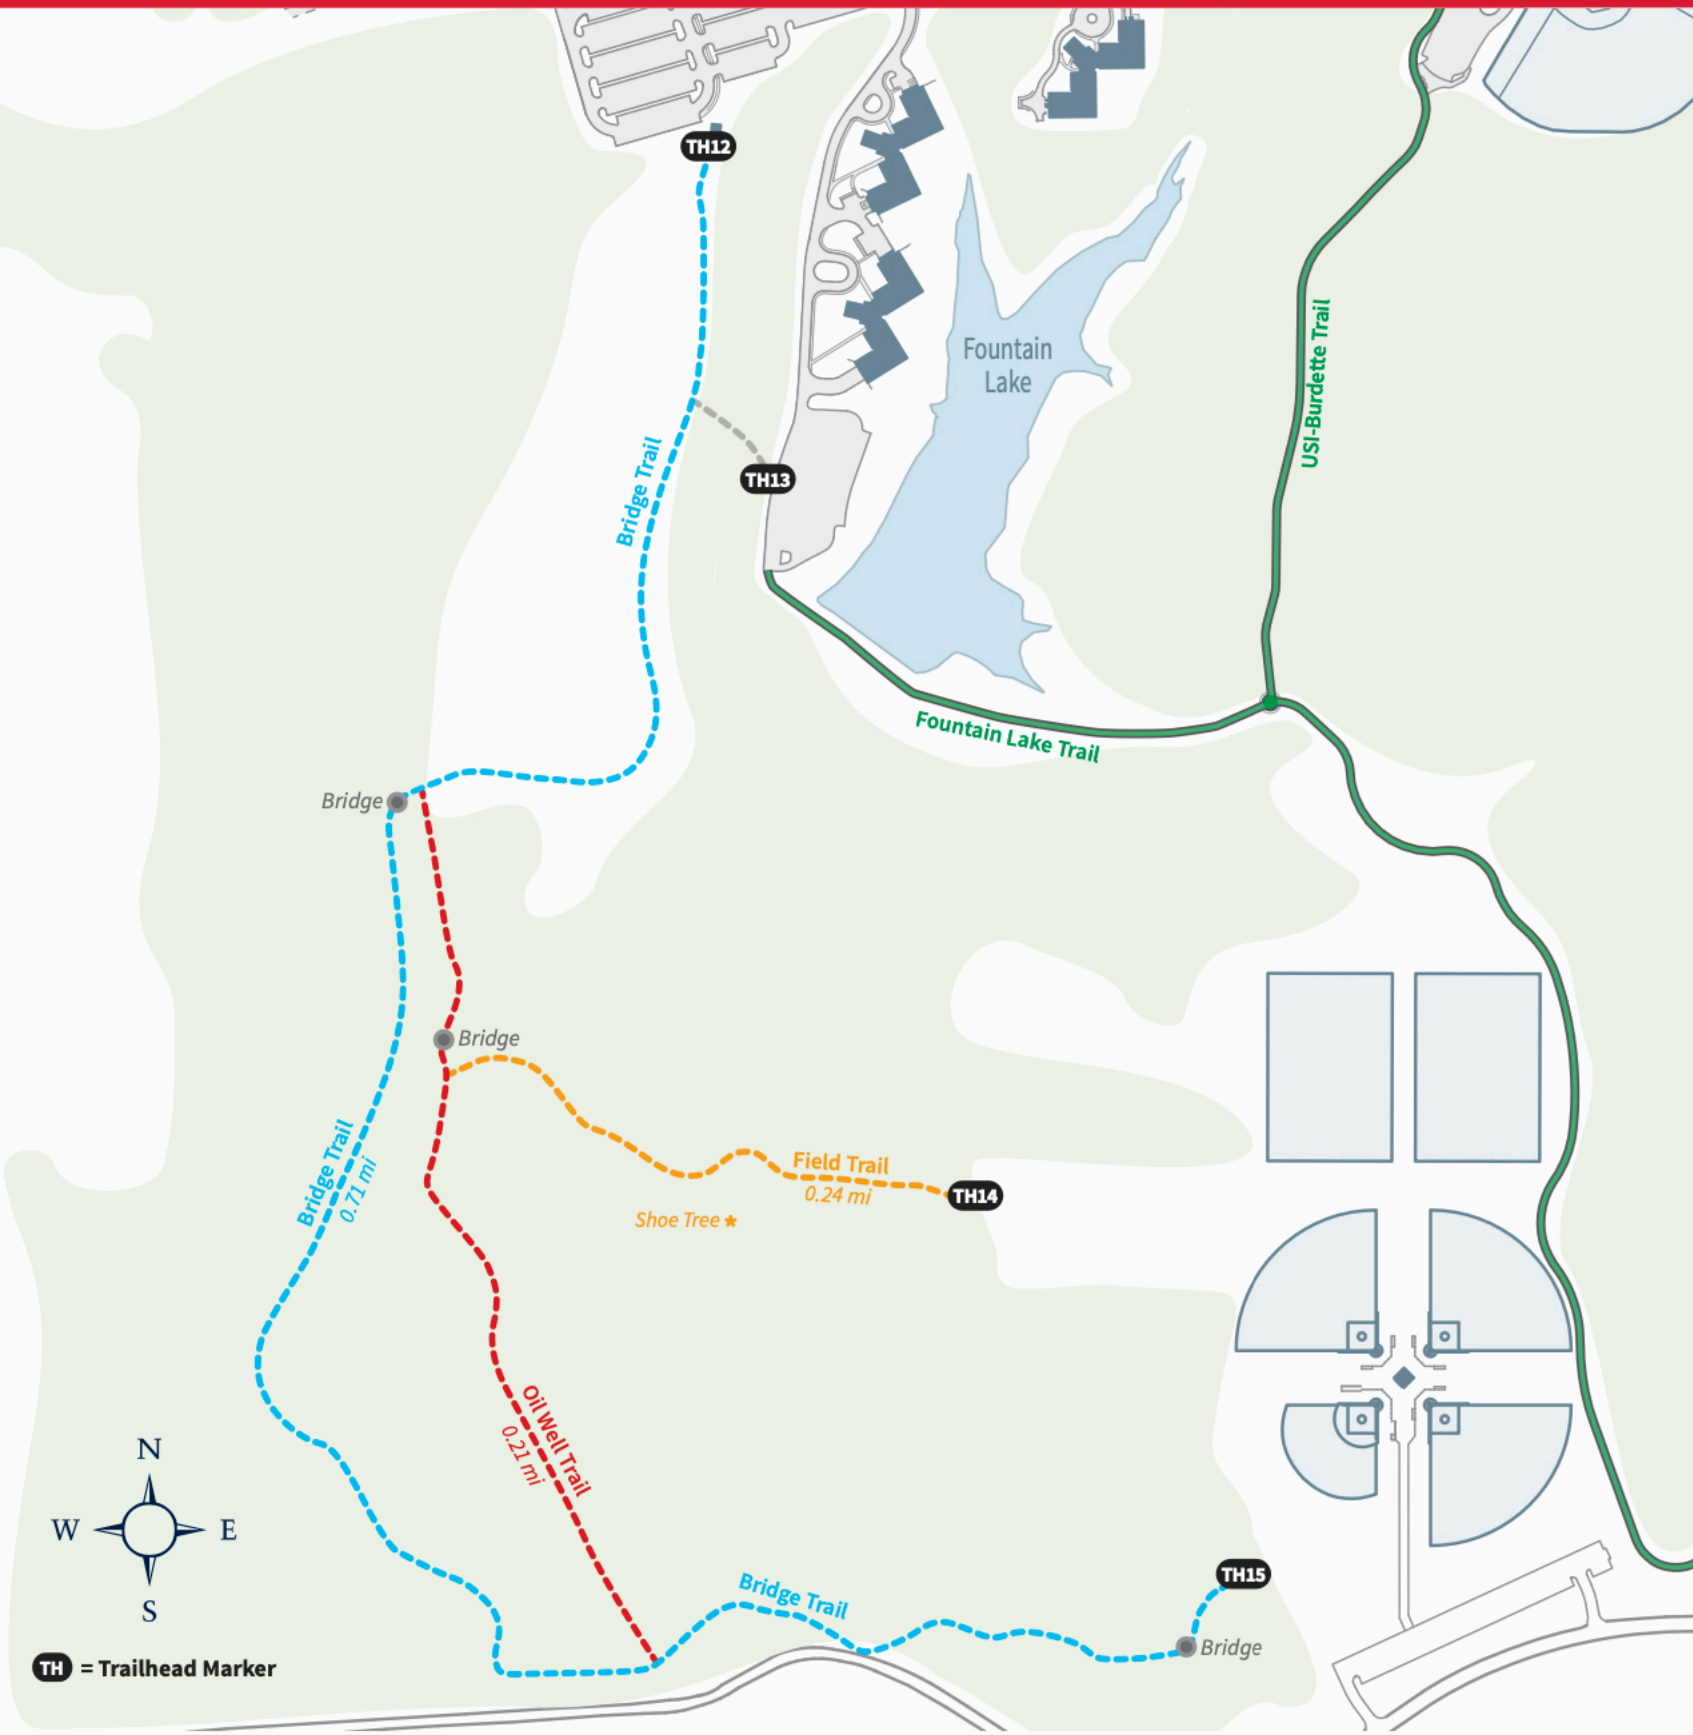 TH12
Fountain
Lake
USI-Burdette Trail
Bridge Trail
TH13
Fountain Lake Trail
Bridge
Bridge
Bridge Trail
0.71 mi
Field Trail
0.24 mi
TH14
Shoe Tree
Oil Well Trail
0.21 mi
N
W E
S
Bridge Trail
TH15
Bridge
TH = Trailhead Marker